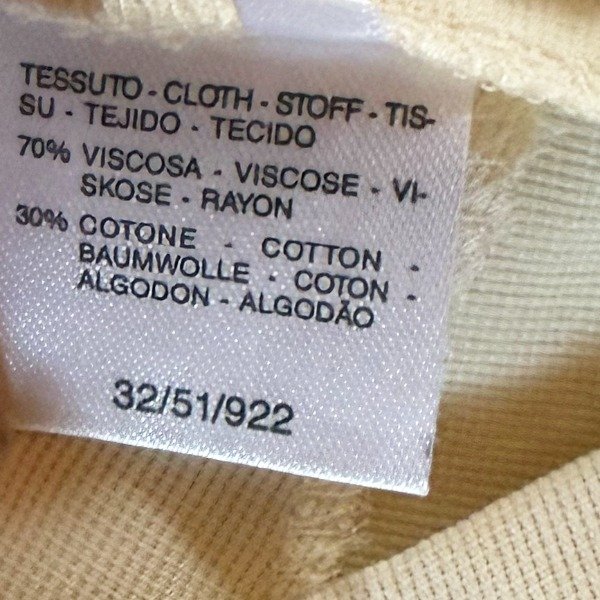 TESSUTO - CLOTH - STOFF - TIS-
SU - TEJIDO - TECIDO
70% VISCOSA - VISCOSE - VI-
SKOSE - RAYON
30% COTONE - COTTON -
BAUMWOLLE - COTON -
ALGODON - ALGODÃO
32/51/922